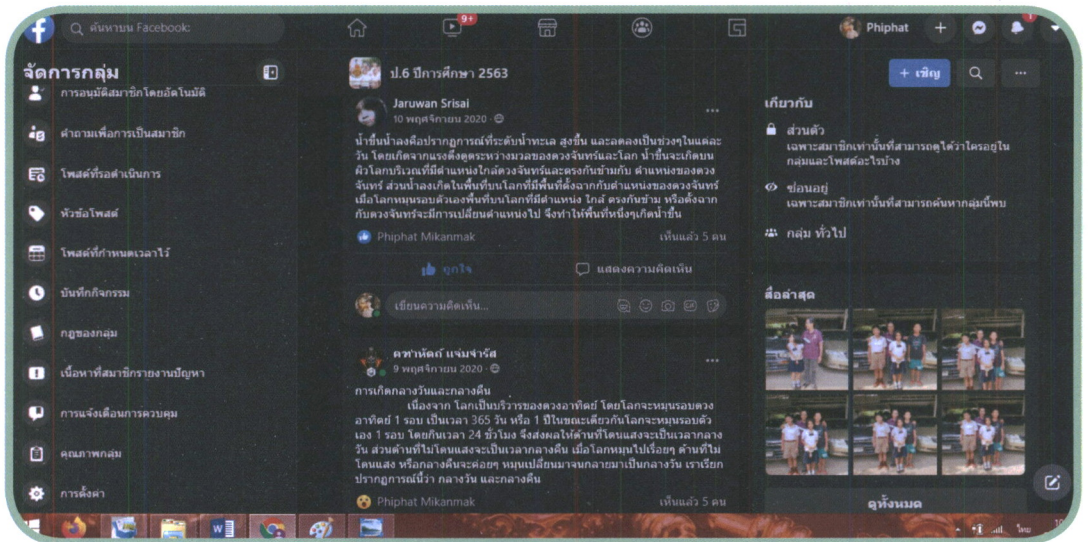 ค้นหาบน Facebook
9+
Phiphat
จัดการกลุ่ม
การอนุมัติสมาชิกโดยอัตโนมัติ
คำถามเพื่อการเป็นสมาชิก
โพสต์ที่รอดำเนินการ
หัวข้อโพสต์
โพสต์ที่กำหนดเวลาไว้
บันทึกกิจกรรม
กฎของกลุ่ม
เนื้อหาที่สมาชิกรายงานปัญหา
การแจ้งเตือนการควบคุม
คุณภาพกลุ่ม
การตั้งค่า
ป.6 ปีการศึกษา 2563
+ เชิญ
Jaruwan Srisai
10 พฤศจิกายน 2020
น้ำขึ้นน้ำลงคือปรากฏการณ์ที่ระดับน้ำทะเล สูงขึ้น และลดลงเป็นช่วงๆในแต่ละ
วัน โดยเกิดจากแรงดึงดูดระหว่างมวลของดวงจันทร์และโลก น้ำขึ้นจะเกิดบน
ผิวโลกบริเวณที่มีตำแหน่งใกล้ดวงจันทร์และตรงกันข้ามกับ ตำแหน่งของดวง
จันทร์ ส่วนน้ำลงเกิดในพื้นที่บนโลกที่มีพื้นที่ตั้งฉากกับตำแหน่งของดวงจันทร์
เมื่อโลกหมุนรอบตัวเองพื้นที่บนโลกที่มีตำแหน่ง ใกล้ ตรงกันข้าม หรือตั้งฉาก
กับดวงจันทร์จะมีการเปลี่ยนตำแหน่งไป จึงทำให้พื้นที่หนึ่งๆเกิดน้ำขึ้น
Phiphat Mikanmak
เห็นแล้ว 5 คน
ถูกใจ
แสดงความคิดเห็น
เขียนความคิดเห็น...
แจ่มจำรัส
9 พฤศจิกายน 2020
การเกิดกลางวันและกลางคืน
เนื่องจาก โลกเป็นบริวารของดวงอาทิตย์ โดยโลกจะหมุนรอบดวง
อาทิตย์ 1 รอบ เป็นเวลา 365 วัน หรือ 1 ปีในขณะเดียวกันโลกจะหมุนรอบตัว
เอง 1 รอบ โดยกินเวลา 24 ชั่วโมง จึงส่งผลให้ด้านที่โดนแสงจะเป็นเวลากลาง
วัน ส่วนด้านที่ไม่โดนแสงจะเป็นเวลากลางคืน เมื่อโลกหมุนไปเรื่อยๆ ด้านที่ไม่
โดนแสง หรือกลางคืนจะค่อยๆ หมุนเปลี่ยนมาจนกลายมาเป็นกลางวัน เราเรียก
ปรากฏการณ์นี้ว่า กลางวัน และกลางคืน
Phiphat Mikanmak
เห็นแล้ว 5 คน
เกี่ยวกับ
ส่วนตัว
เฉพาะสมาชิกเท่านั้นที่สามารถดูได้ว่าใครอยู่ใน
กลุ่มและโพสต์อะไรบ้าง
ซ่อนอยู่
เฉพาะสมาชิกเท่านั้นที่สามารถค้นหากลุ่มนี้พบ
กลุ่ม ทั่วไป
สื่อล่าสุด
ดูทั้งหมด
ไทย